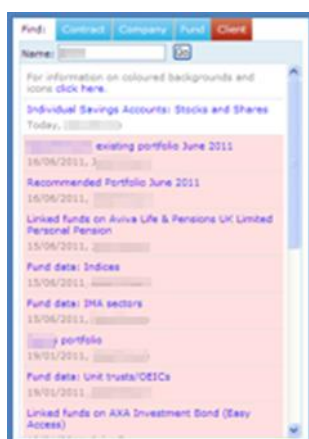 Find: Contract Company Fund Client
Name: Go
For information on coloured backgrounds and
icons click here.
Individual Savings Accounts: Stocks and Shares
Today,
existing portfolio June 2011
16/06/2011,
Recommended Portfolio June 2011
16/06/2011,
Linked funds on Aviva Life & Pensions UK Limited
Personal Pension
15/06/2011,
Fund data: Indices
15/06/2011,
Fund data: IMA sectors
15/06/2011,
portfolio
19/01/2011,
Fund data: Unit trusts/OEICs
19/01/2011,
Linked funds on AXA Investment Bond (Easy
Access)